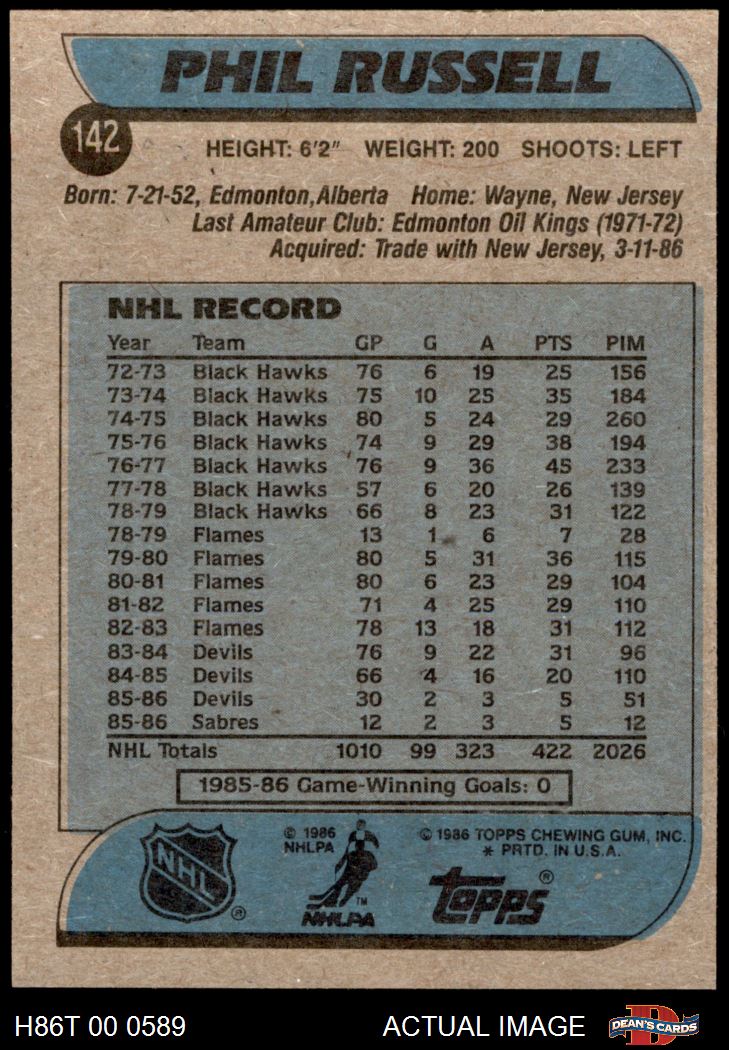 PHIL RUSSELL
142
HEIGHT: 6'2" WEIGHT: 200 SHOOTS: LEFT
Born: 7-21-52, Edmonton, Alberta Home: Wayne, New Jersey
Last Amateur Club: Edmonton Oil Kings (1971-72)
Acquired: Trade with New Jersey, 3-11-86
NHL RECORD
Year Team GP G A PTS PIM
72-73 Black Hawks 76 6 19 25 156
73-74 Black Hawks 75 10 25 35 184
74-75 Black Hawks 80 5 24 29 260
75-76 Black Hawks 74 9 29 38 194
76-77 Black Hawks 76 9 36 45 233
77-78 Black Hawks 57 6 20 26 139
78-79 Black Hawks 66 8 23 31 122
78-79 Flames 13 1 6 7 28
79-80 Flames 80 5 31 36 115
80-81 Flames 80 6 23 29 104
81-82 Flames 71 4 25 29 110
82-83 Flames 78 13 18 31 112
83-84 Devils 76 9 22 31 96
84-85 Devils 66 4 16 20 110
85-86 Devils 30 2 3 5 51
85-86 Sabres 12 2 3 5 12
NHL Totals 1010 99 323 422 2026
1985-86 Game-Winning Goals: 0
NHL ®
© 1986
NHLPA
™
NHLPA
© 1986 TOPPS CHEWING GUM, INC.
* PRTD. IN U.S.A.
topps ®
H86T 00 0589 ACTUAL IMAGE D DEAN'S CARDS